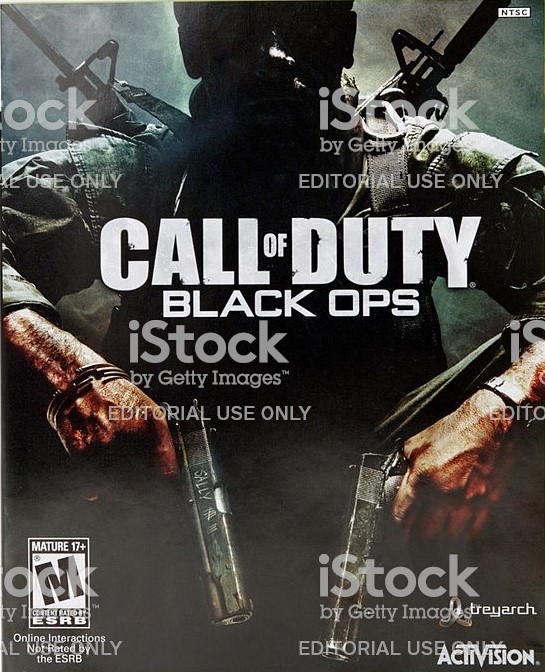 NTSC
iStock
by Getty Images
EDITORIAL USE ONLY
CALL OF DUTY®
BLACK OPS
iStock
by Getty Images™
EDITORIAL USE ONLY
SALLY
MATURE 17+
M
®
CONTENT RATED BY
ESRB
Online Interactions
Not Rated by
the ESRB
iStock
by Getty Images
treyarch
EDITORIAL USE ONLY
ACTIVISION